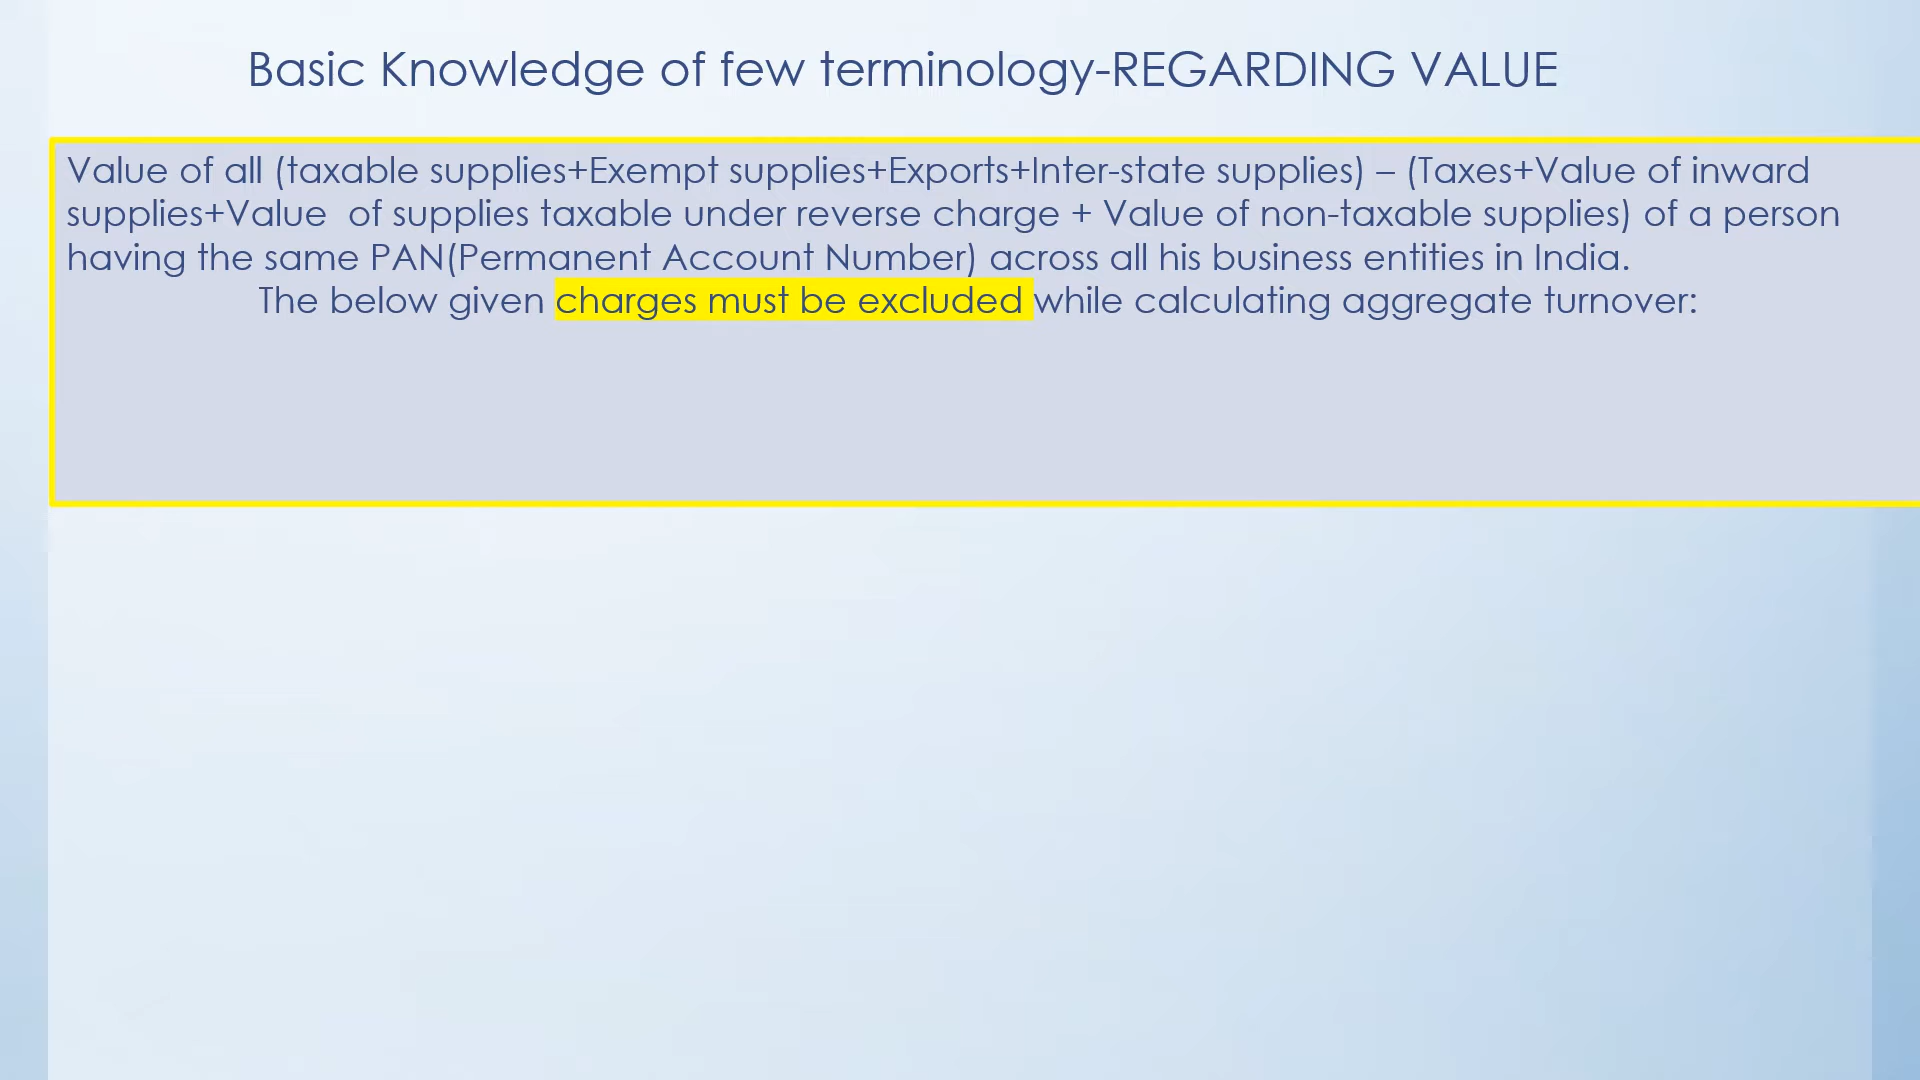 Basic Knowledge of few terminology-REGARDING VALUE
Value of all (taxable supplies+Exempt supplies+Exports+Inter-state supplies) – (Taxes+Value of inward
supplies+Value  of supplies taxable under reverse charge + Value of non-taxable supplies) of a person
having the same PAN(Permanent Account Number) across all his business entities in India.
The below given charges must be excluded while calculating aggregate turnover: